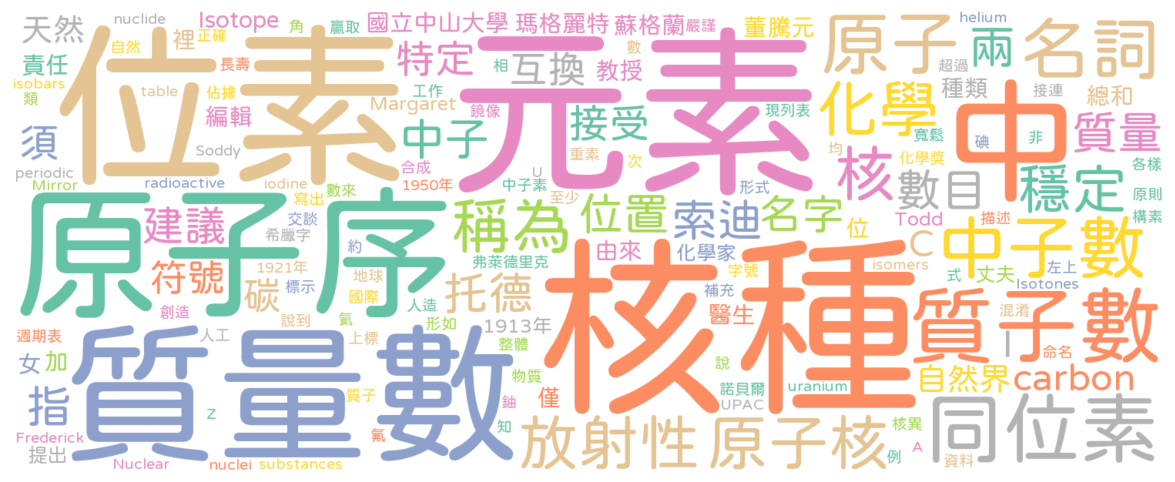 天然
nuclide
Isotope
國立中山大學
瑪格麗特
蘇格蘭
嚴謹
董騰元
helium
角
贏取
裡
正確
自然
責任
長壽
isobars
類
table
佔據
位素
元素
特定
相
互換
數
教授
原子
兩
名詞
超過
種類
接連
總和
工作
Margaret
鏡像
現列表
編輯
中子
接受
化學
寬鬆
碘
非
中
質量
須
Soddy
合成
重素
次
均
化學獎
核
各樣
periodic
Mirror
radioactive
iodine
1950年
中子素
U
至少
形式
數目
穩定
原則
構素
寫出
數來
原子序
建議
交談
希臘字
稱為
位置
索迪
名字
Todd
描述
位
C
中子數
約
由來
化學家
弗萊德里克
符號
1921年
標示
地球
碳
國際
人造
托德
字號
isomers
式
丈夫
左上
Isotones
創造
說到
氦
上標
形如
1913年
補充
醫生
核種
質子數
混淆
I
命名
週期表
人工
整體
說
女
加
質量數
物質
諾貝爾
uranium
自然界
carbon
指
質子
鈾
僅
UPAC
Z
氟
知
放射性
原子核
核異
例
A
資料
同位素
Frederick
提出
Nuclear
nuclei
substances